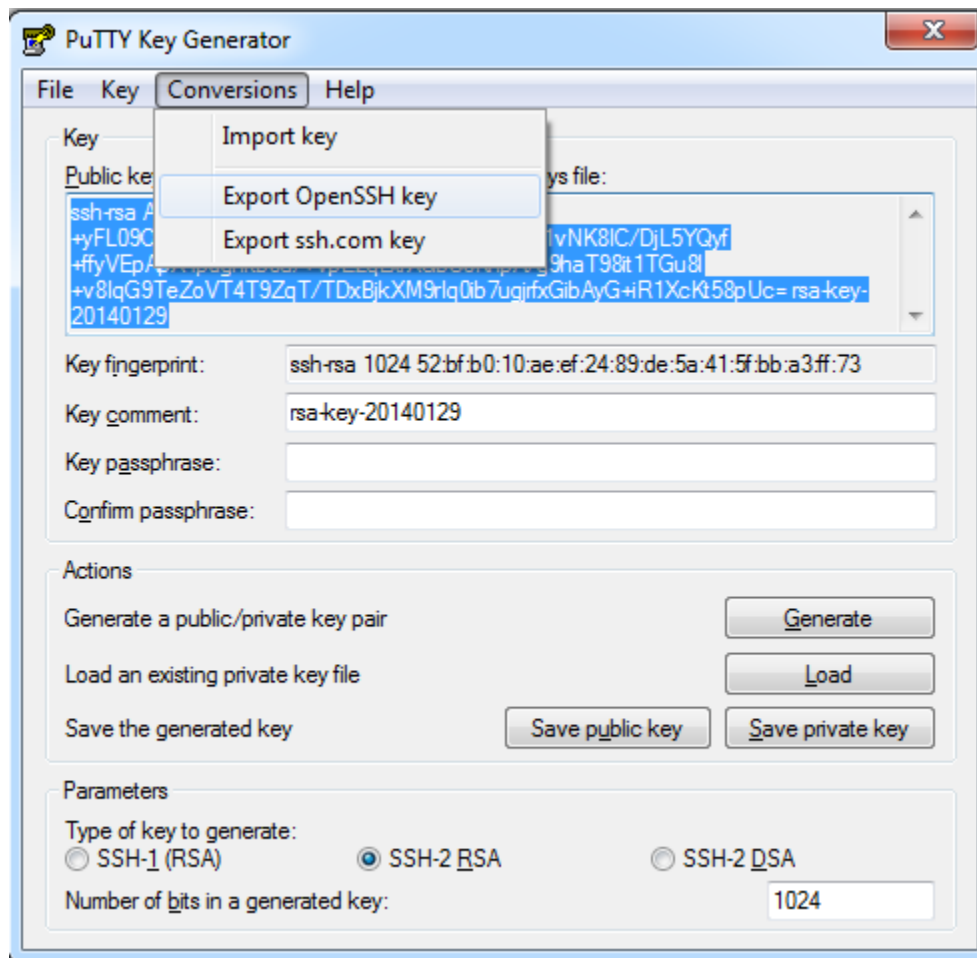 PuTTY Key Generator
File Key Conversions Help
Import key
Export OpenSSH key
Export ssh.com key
Key
Public ys file:
ssh-rsa
+yFL09C 1vNK8IC/DjL5YQyf
+v8IqG9TeZoVT4T9ZqT/TDxBjkXM9rIq0ib7ugjrfxGibAyG+iR1XcKt58pUc= rsa-key-
20140129
Key fingerprint: ssh-rsa 1024 52:bf:b0:10:ae:ef:24:89:de:5a:41:5f:bb:a3:ff:73
Key comment: rsa-key-20140129
Key passphrase:
Confirm passphrase:
Actions
Generate a public/private key pair Generate
Load an existing private key file Load
Save the generated key Save public key Save private key
Parameters
Type of key to generate:
SSH-1 (RSA) SSH-2 RSA SSH-2 DSA
Number of bits in a generated key: 1024